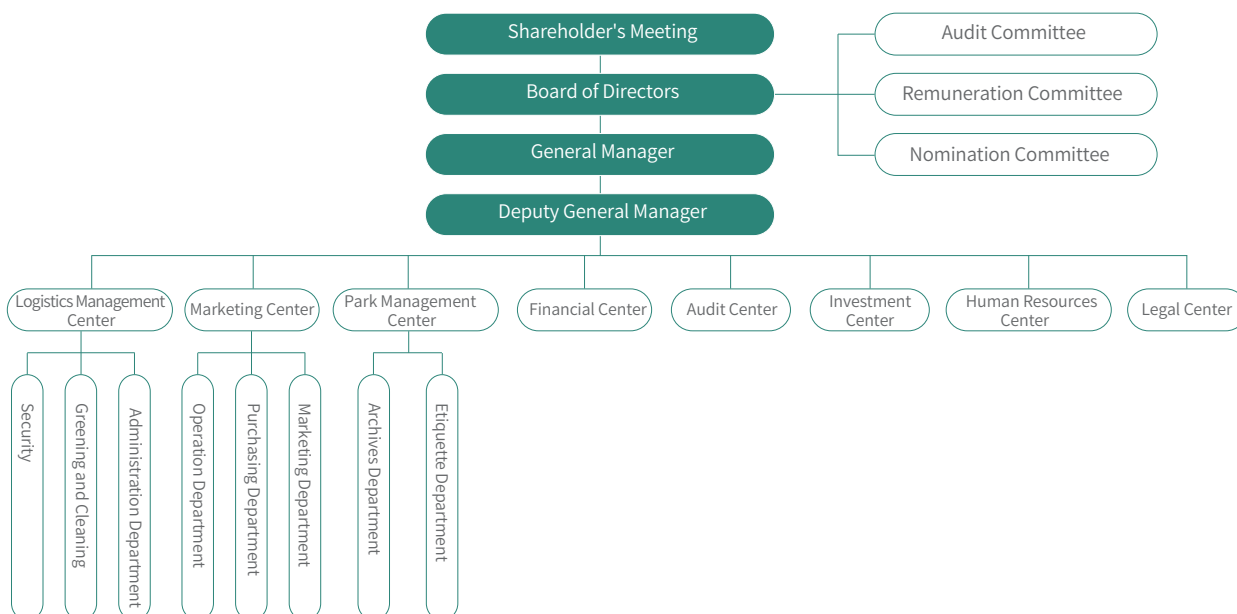 Shareholder's Meeting
Audit Committee
Board of Directors
Remuneration Committee
General Manager
Nomination Committee
Deputy General Manager
Logistics Management
Center
Marketing Center
Park Management
Center
Financial Center
Audit Center
Investment
Center
Human Resources
Center
Legal Center
Security
Greening and Cleaning
Administration Department
Operation Department
Purchasing Department
Marketing Department
Archives Department
Etiquette Department